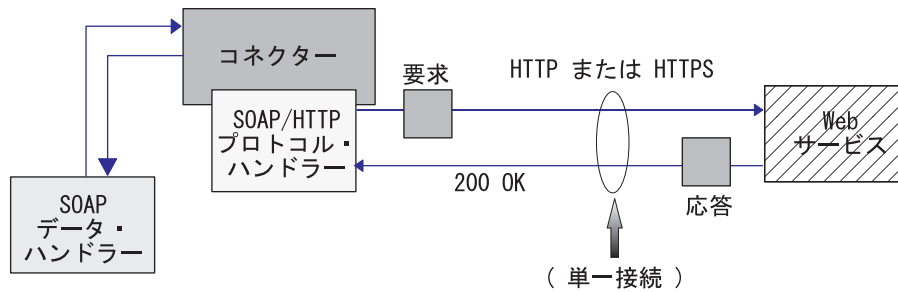 コネクター
要求
HTTP または HTTPS
SOAP/HTTP
プロトコル・
ハンドラー
Web
サービス
200 OK
応答
SOAP
データ・
ハンドラー
( 単一接続 )